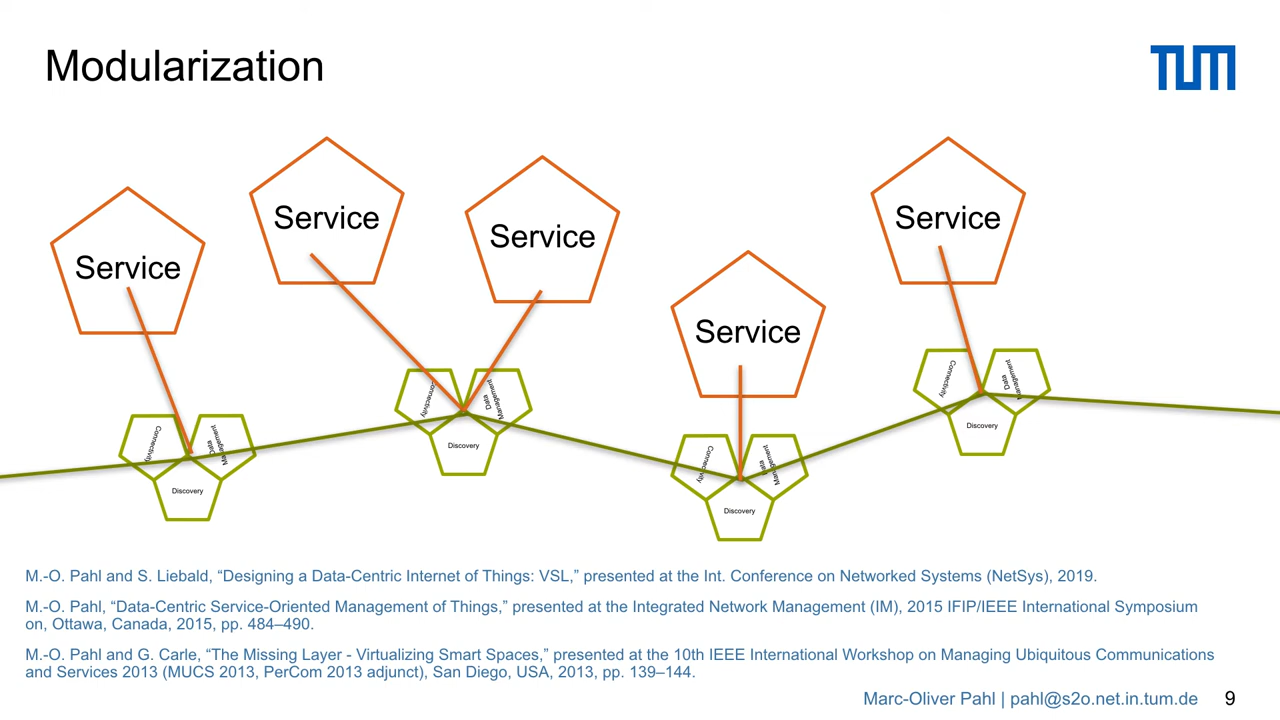 Modularization
TUM
Service
Service
Service
Service
Service
Connectivity
Data
Management
Discovery
Connectivity
Data
Management
Discovery
Connectivity
Data
Management
Discovery
Connectivity
Data
Management
Discovery
M.-O. Pahl and S. Liebald, “Designing a Data-Centric Internet of Things: VSL,” presented at the Int. Conference on Networked Systems (NetSys), 2019.
M.-O. Pahl, “Data-Centric Service-Oriented Management of Things,” presented at the Integrated Network Management (IM), 2015 IFIP/IEEE International Symposium
on, Ottawa, Canada, 2015, pp. 484–490.
M.-O. Pahl and G. Carle, “The Missing Layer - Virtualizing Smart Spaces,” presented at the 10th IEEE International Workshop on Managing Ubiquitous Communications
and Services 2013 (MUCS 2013, PerCom 2013 adjunct), San Diego, USA, 2013, pp. 139–144.
Marc-Oliver Pahl | pahl@s2o.net.in.tum.de 9